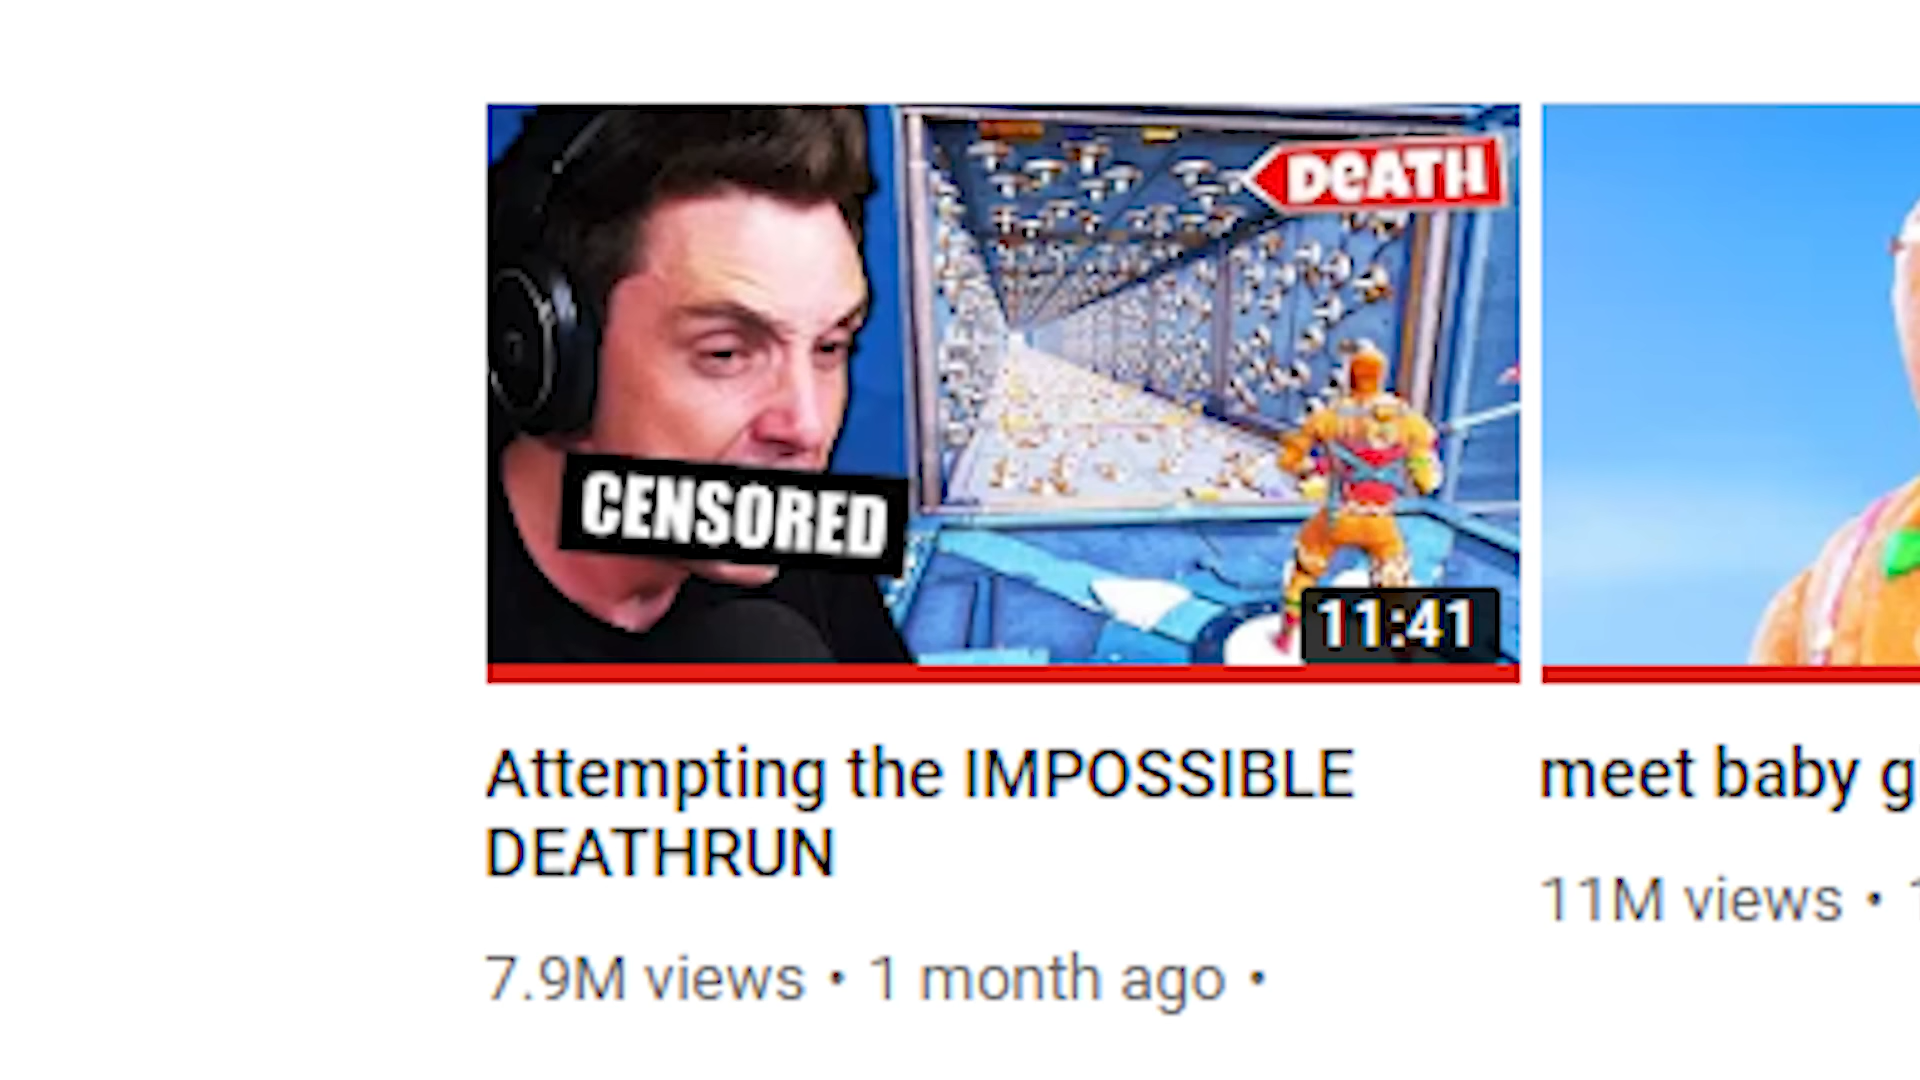 DEATH
CENSORED
11:41
Attempting the IMPOSSIBLE
DEATHRUN
7.9M views • 1 month ago •
meet baby g
11M views •